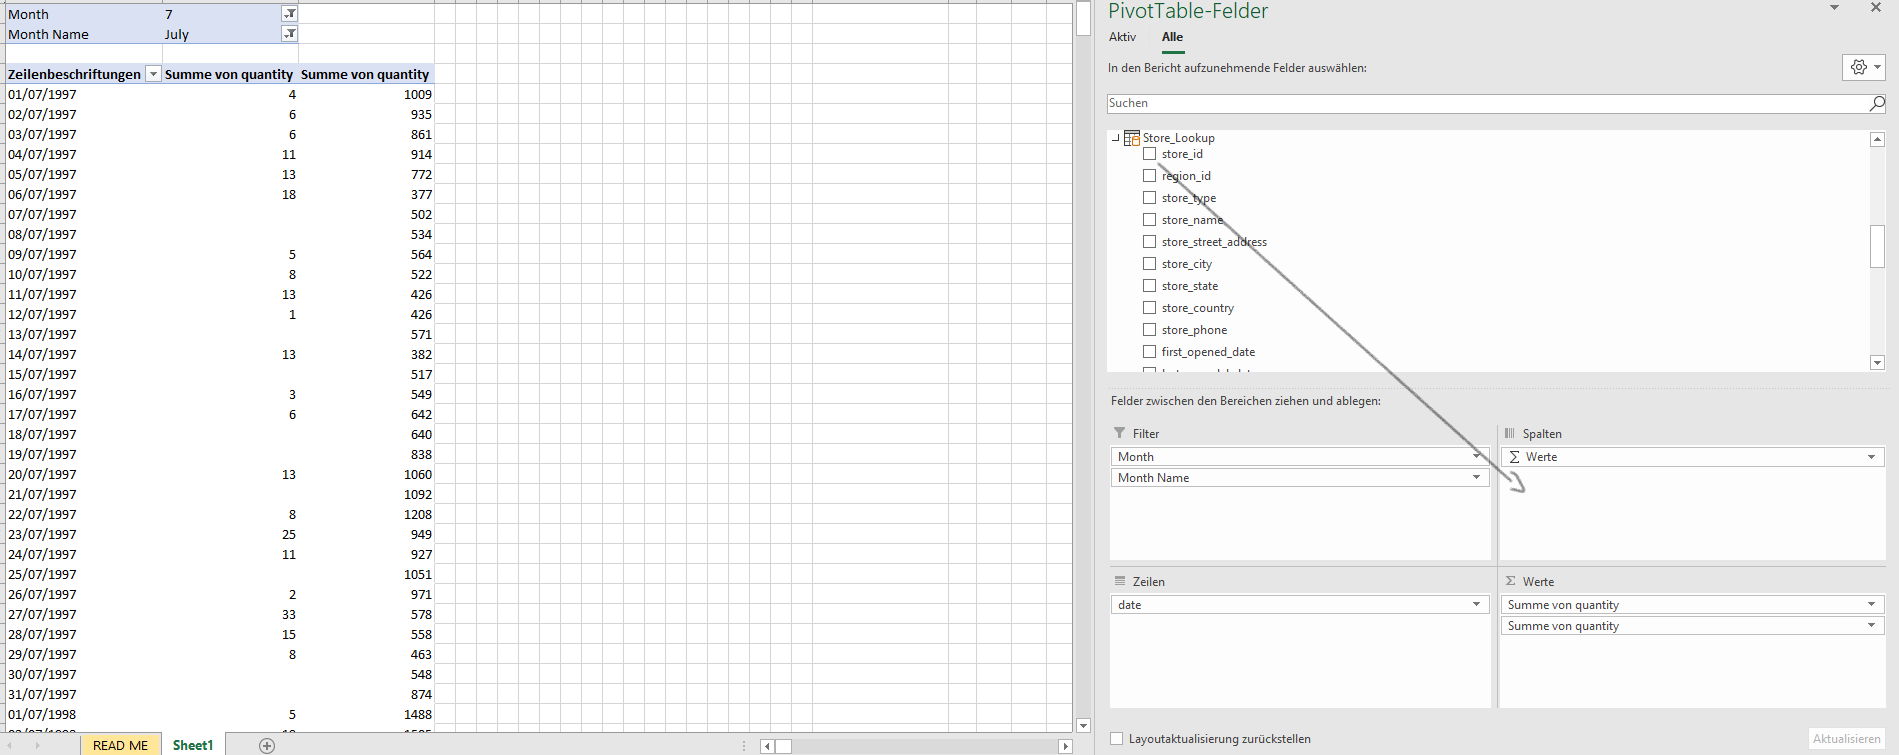 Month 7
Month Name July
Zeilenbeschriftungen Summe von quantity Summe von quantity
01/07/1997 4 1009
02/07/1997 6 935
03/07/1997 6 861
04/07/1997 11 914
05/07/1997 13 772
06/07/1997 18 377
07/07/1997 502
08/07/1997 534
09/07/1997 5 564
10/07/1997 8 522
11/07/1997 13 426
12/07/1997 1 426
13/07/1997 571
14/07/1997 13 382
15/07/1997 517
16/07/1997 3 549
17/07/1997 6 642
18/07/1997 640
19/07/1997 838
20/07/1997 13 1060
21/07/1997 1092
22/07/1997 8 1208
23/07/1997 25 949
24/07/1997 11 927
25/07/1997 1051
26/07/1997 2 971
27/07/1997 33 578
28/07/1997 15 558
29/07/1997 8 463
30/07/1997 548
31/07/1997 874
01/07/1998 5 1488
READ ME Sheet1
PivotTable-Felder
Aktiv Alle
In den Bericht aufzunehmende Felder auswählen:
Suchen
Store_Lookup
store_id
region_id
store_type
store_name
store_street_address
store_city
store_state
store_country
store_phone
first_opened_date
Felder zwischen den Bereichen ziehen und ablegen:
Filter
Month
Month Name
Spalten
Σ Werte
Zeilen
date
Σ Werte
Summe von quantity
Summe von quantity
Layoutaktualisierung zurückstellen
Aktualisieren